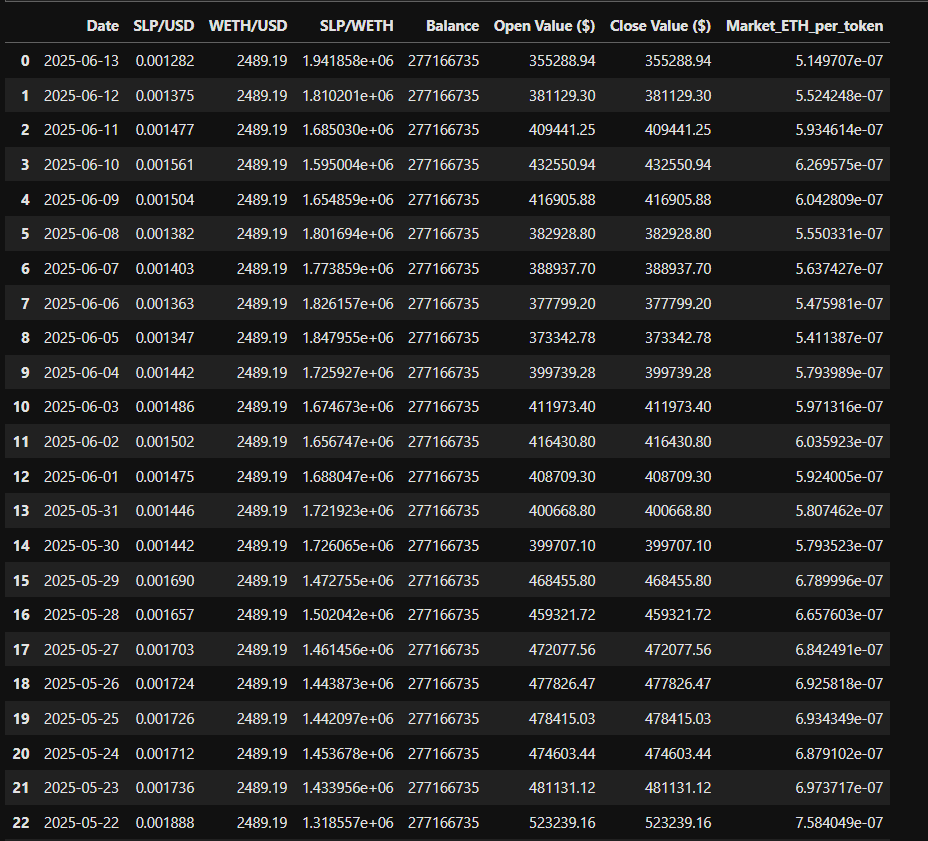 Date SLP/USD WETH/USD SLP/WETH Balance Open Value ($) Close Value ($) Market_ETH_per_token
0 2025-06-13 0.001282 2489.19 1.941858e+06 277166735 355288.94 355288.94 5.149707e-07
1 2025-06-12 0.001375 2489.19 1.810201e+06 277166735 381129.30 381129.30 5.524248e-07
2 2025-06-11 0.001477 2489.19 1.685030e+06 277166735 409441.25 409441.25 5.934614e-07
3 2025-06-10 0.001561 2489.19 1.595004e+06 277166735 432550.94 432550.94 6.269575e-07
4 2025-06-09 0.001504 2489.19 1.654859e+06 277166735 416905.88 416905.88 6.042809e-07
5 2025-06-08 0.001382 2489.19 1.801694e+06 277166735 382928.80 382928.80 5.550331e-07
6 2025-06-07 0.001403 2489.19 1.773859e+06 277166735 388937.70 388937.70 5.637427e-07
7 2025-06-06 0.001363 2489.19 1.826157e+06 277166735 377799.20 377799.20 5.475981e-07
8 2025-06-05 0.001347 2489.19 1.847955e+06 277166735 373342.78 373342.78 5.411387e-07
9 2025-06-04 0.001442 2489.19 1.725927e+06 277166735 399739.28 399739.28 5.793989e-07
10 2025-06-03 0.001486 2489.19 1.674673e+06 277166735 411973.40 411973.40 5.971316e-07
11 2025-06-02 0.001502 2489.19 1.656747e+06 277166735 416430.80 416430.80 6.035923e-07
12 2025-06-01 0.001475 2489.19 1.688047e+06 277166735 408709.30 408709.30 5.924005e-07
13 2025-05-31 0.001446 2489.19 1.721923e+06 277166735 400668.80 400668.80 5.807462e-07
14 2025-05-30 0.001442 2489.19 1.726065e+06 277166735 399707.10 399707.10 5.793523e-07
15 2025-05-29 0.001690 2489.19 1.472755e+06 277166735 468455.80 468455.80 6.789996e-07
16 2025-05-28 0.001657 2489.19 1.502042e+06 277166735 459321.72 459321.72 6.657603e-07
17 2025-05-27 0.001703 2489.19 1.461456e+06 277166735 472077.56 472077.56 6.842491e-07
18 2025-05-26 0.001724 2489.19 1.443873e+06 277166735 477826.47 477826.47 6.925818e-07
19 2025-05-25 0.001726 2489.19 1.442097e+06 277166735 478415.03 478415.03 6.934349e-07
20 2025-05-24 0.001712 2489.19 1.453678e+06 277166735 474603.44 474603.44 6.879102e-07
21 2025-05-23 0.001736 2489.19 1.433956e+06 277166735 481131.12 481131.12 6.973717e-07
22 2025-05-22 0.001888 2489.19 1.318557e+06 277166735 523239.16 523239.16 7.584049e-07